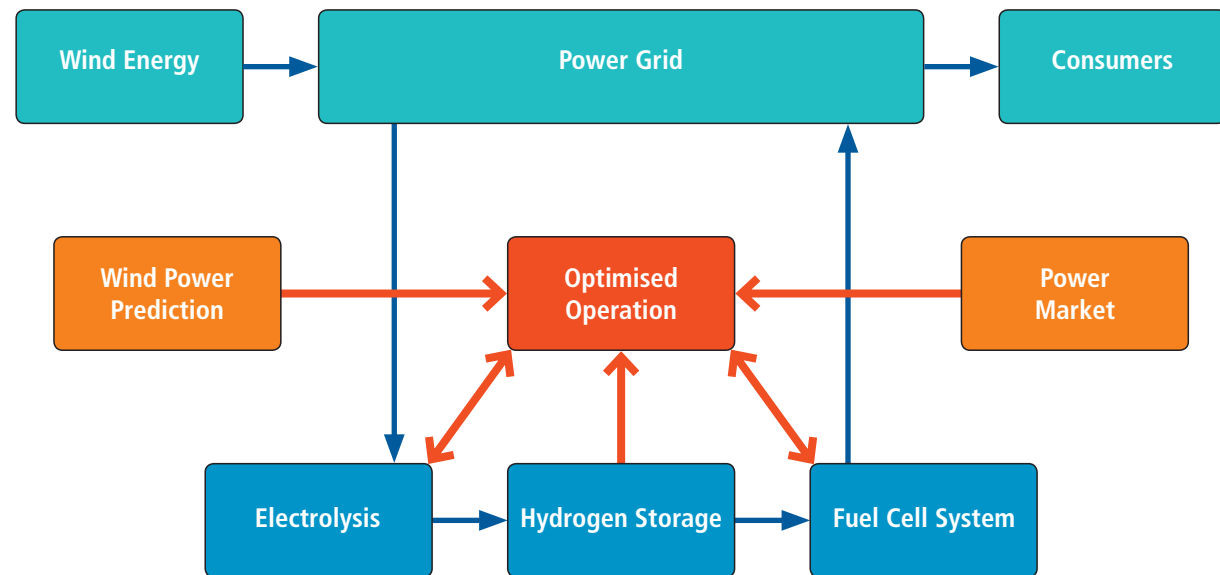 Wind Energy
Power Grid
Consumers
Wind Power
Prediction
Optimised
Operation
Power
Market
Electrolysis
Hydrogen Storage
Fuel Cell System